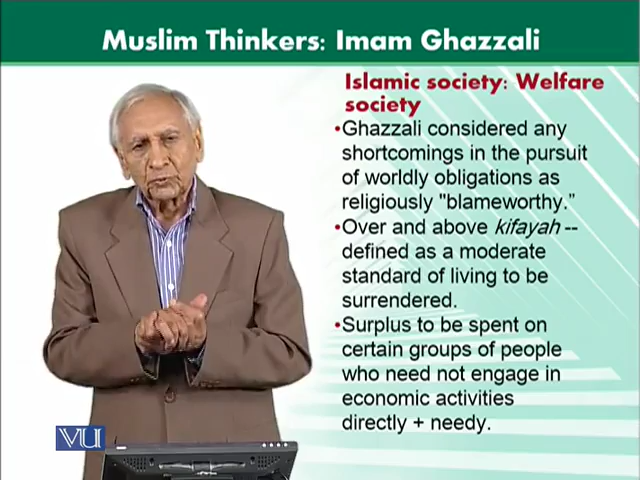 Muslim Thinkers: Imam Ghazzali
Islamic society: Welfare
society
•Ghazzali considered any
shortcomings in the pursuit
of worldly obligations as
religiously "blameworthy.”
•Over and above kifayah --
defined as a moderate
standard of living to be
surrendered.
•Surplus to be spent on
certain groups of people
who need not engage in
economic activities
directly + needy.
VU